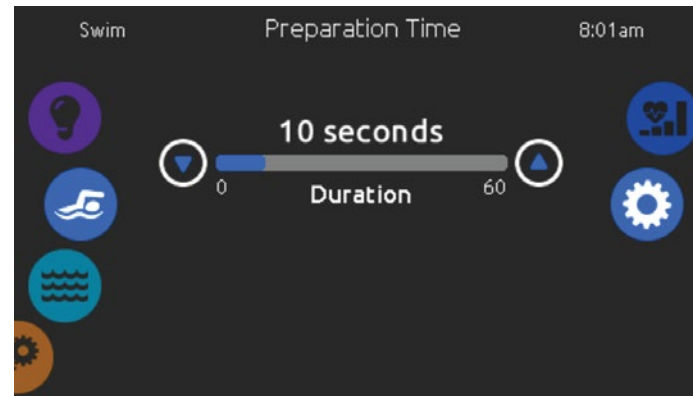 Swim
Preparation Time
8:01am
10 seconds
0
Duration
60